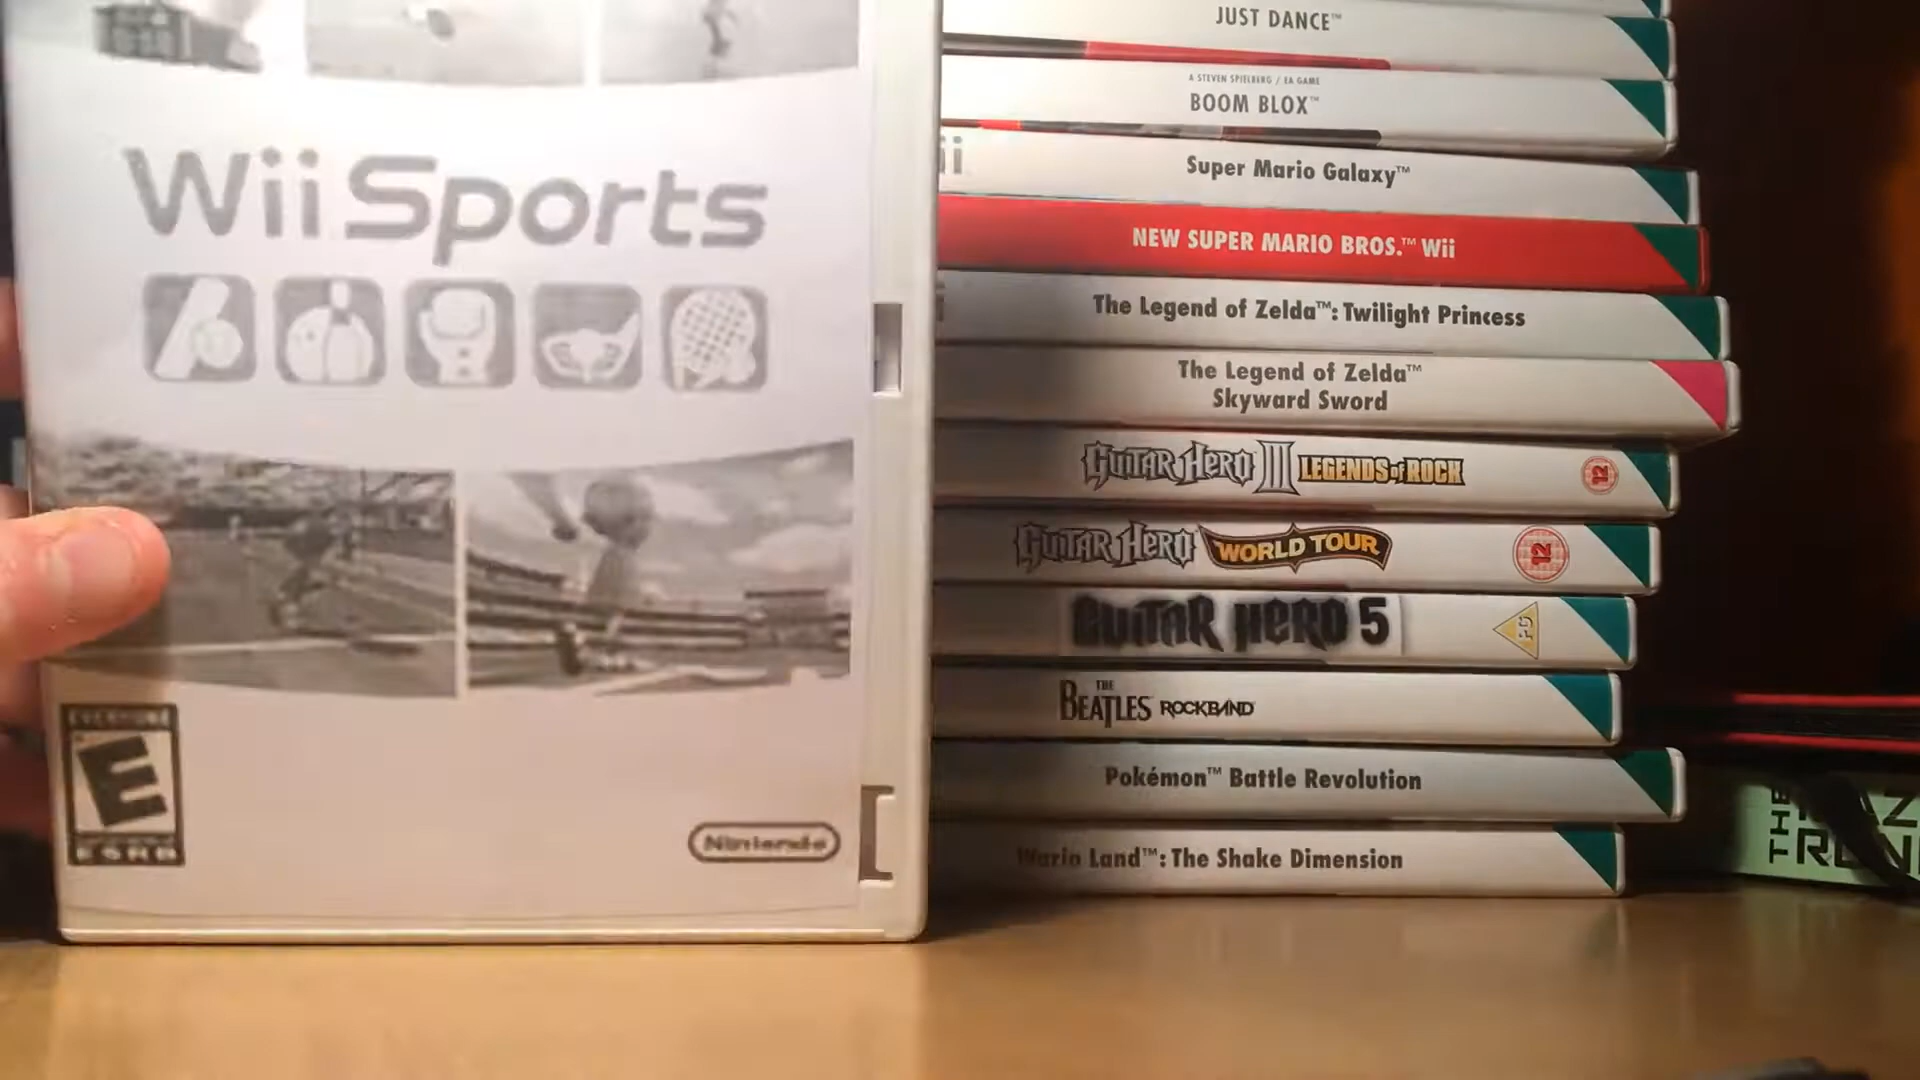 Wii Sports
EVERYONE
E
ESRB
Nintendo
JUST DANCE™
A STEVEN SPIELBERG / EA GAME
BOOM BLOX™
Super Mario Galaxy™
NEW SUPER MARIO BROS.™ Wii
The Legend of Zelda™: Twilight Princess
The Legend of Zelda™
Skyward Sword
GUITAR HERO III LEGENDS of ROCK
12
GUITAR HERO WORLD TOUR
12
GUITAR HERO 5
PG
THE
BEATLES ROCKBAND
Pokémon™ Battle Revolution
Wario Land™: The Shake Dimension
THE